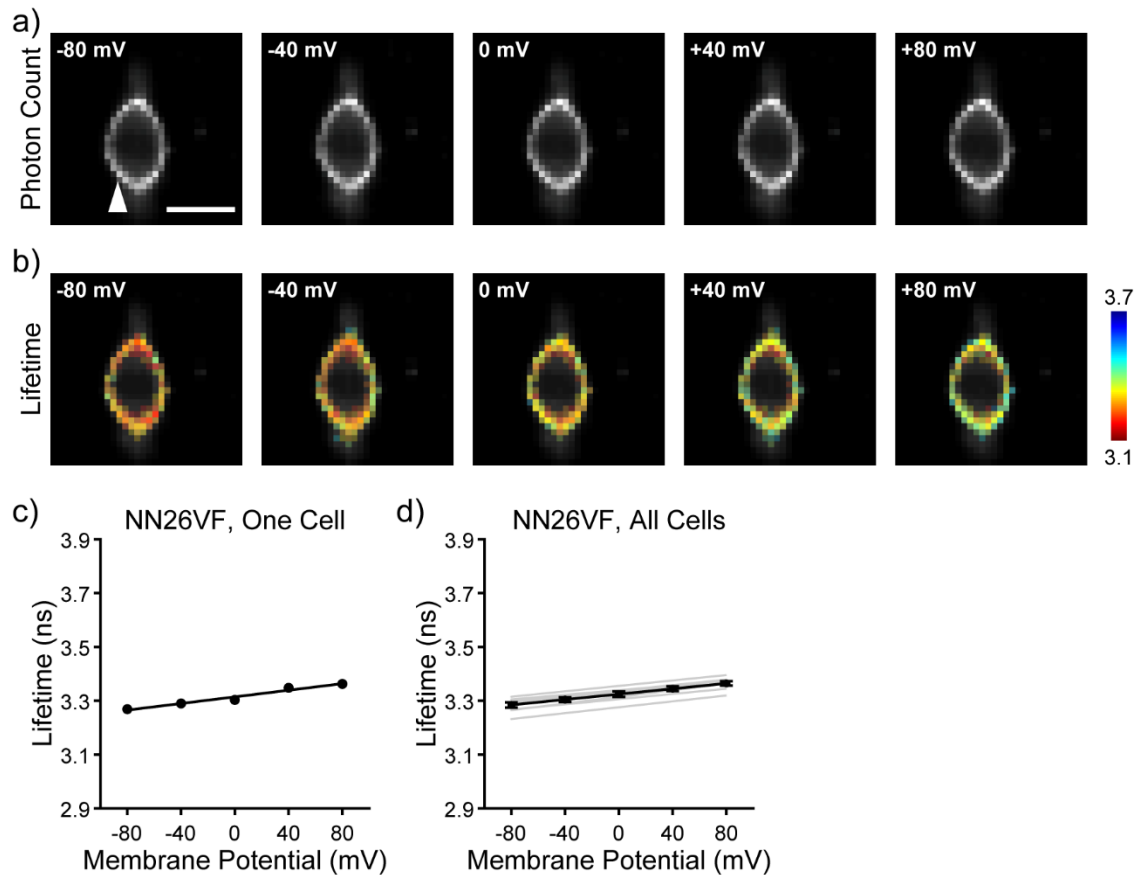 a)
Photon Count
-80 mV
-40 mV
0 mV
+40 mV
+80 mV
b)
Lifetime
-80 mV
-40 mV
0 mV
+40 mV
+80 mV
3.7
3.1
c)
NN26VF, One Cell
Lifetime (ns)
3.9
3.7
3.5
3.3
3.1
2.9
-80 -40 0 40 80
Membrane Potential (mV)
d)
NN26VF, All Cells
Lifetime (ns)
3.9
3.7
3.5
3.3
3.1
2.9
-80 -40 0 40 80
Membrane Potential (mV)